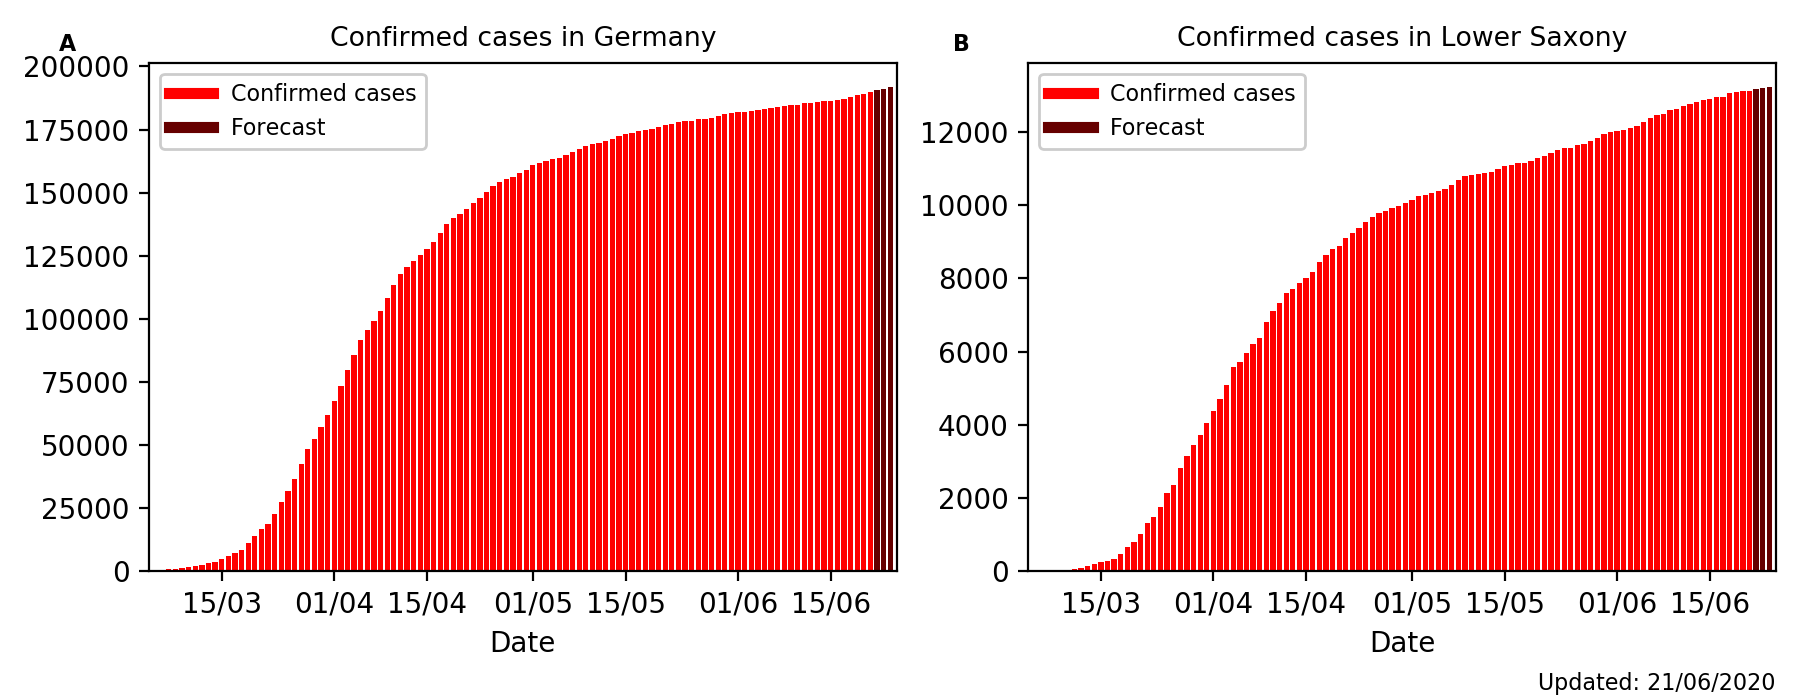 A
Confirmed cases in Germany
200000
175000
150000
125000
100000
75000
50000
25000
0
Confirmed cases
Forecast
15/03 01/04 15/04 01/05 15/05 01/06 15/06
Date
B
Confirmed cases in Lower Saxony
12000
10000
8000
6000
4000
2000
0
Confirmed cases
Forecast
15/03 01/04 15/04 01/05 15/05 01/06 15/06
Date
Updated: 21/06/2020